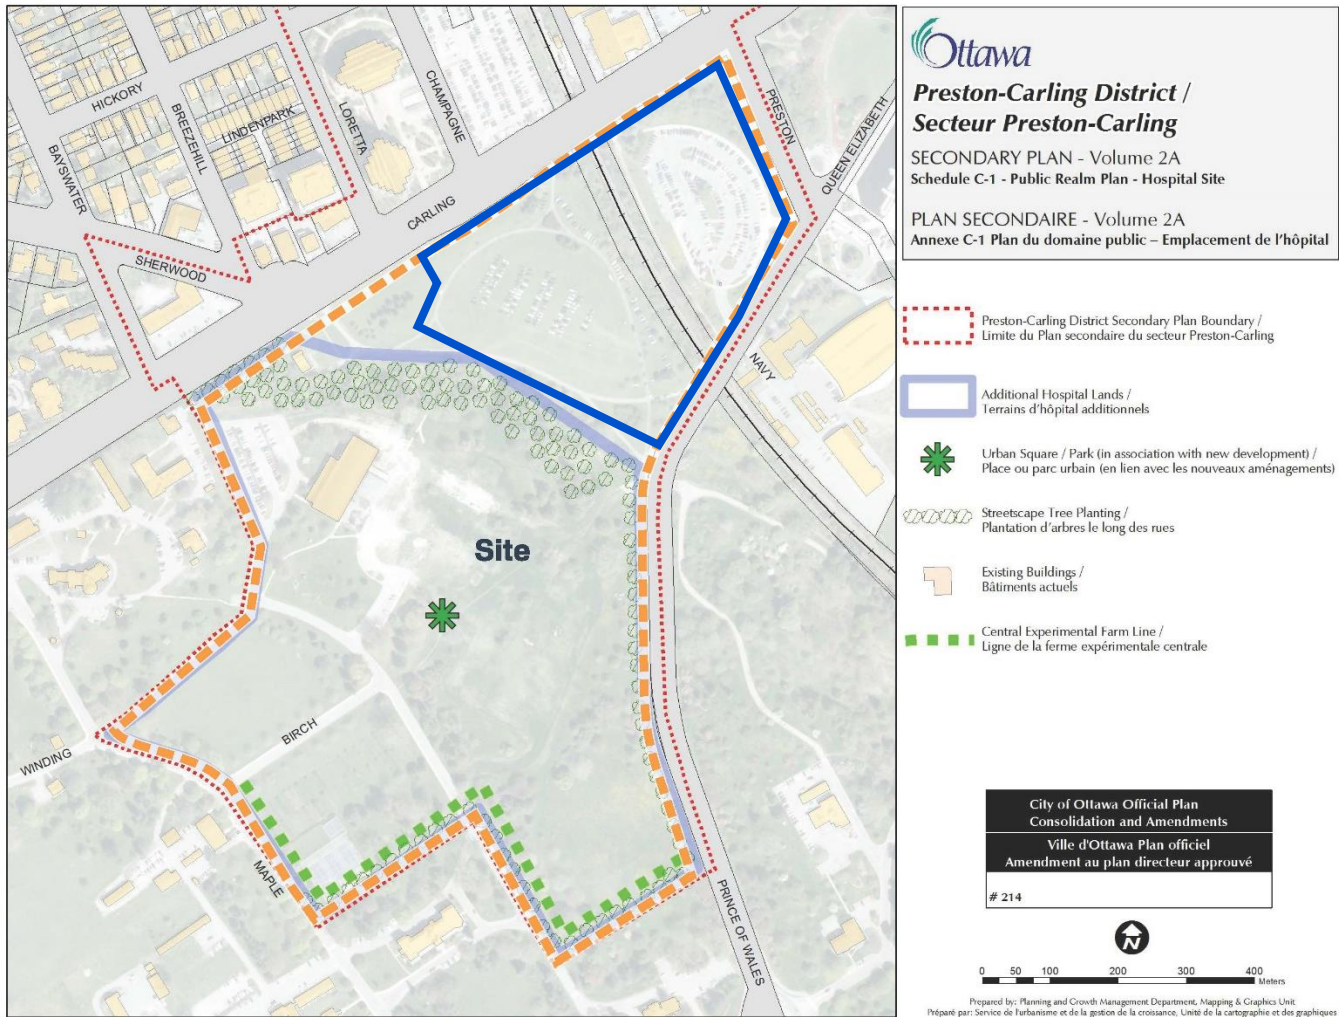 HICKORY
BREEZEHILL
LINDENPARK
BAYSWATER
LORETTA
CHAMPAGNE
PRESTON
QUEEN ELIZABETH
CARLING
SHERWOOD
NAVY
Site
BIRCH
WINDING
MAPLE
PRINCE OF WALES
Ottawa
Preston-Carling District /
Secteur Preston-Carling
SECONDARY PLAN - Volume 2A
Schedule C-1 - Public Realm Plan - Hospital Site
PLAN SECONDAIRE - Volume 2A
Annexe C-1 Plan du domaine public – Emplacement de l'hôpital
Preston-Carling District Secondary Plan Boundary /
Limite du Plan secondaire du secteur Preston-Carling
Additional Hospital Lands /
Terrains d'hôpital additionnels
Urban Square / Park (in association with new development) /
Place ou parc urbain (en lien avec les nouveaux aménagements)
Streetscape Tree Planting /
Plantation d'arbres le long des rues
Existing Buildings /
Bâtiments actuels
Central Experimental Farm Line /
Ligne de la ferme expérimentale centrale
City of Ottawa Official Plan
Consolidation and Amendments
Ville d'Ottawa Plan officiel
Amendment au plan directeur approuvé
# 214
N
0 50 100 200 300 400
Meters
Prepared by: Planning and Growth Management Department, Mapping & Graphics Unit
Préparé par: Service de l'urbanisme et de la gestion de la croissance, Unité de la cartographie et des graphiques